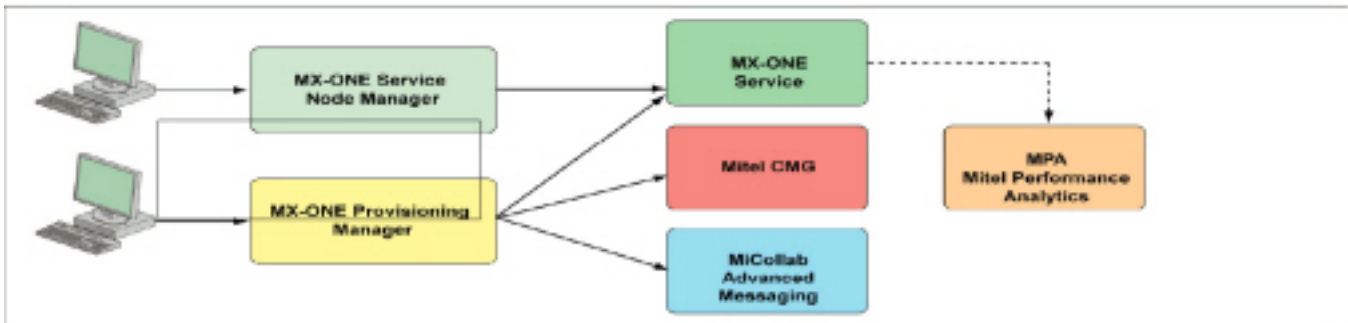 MX-ONE Service
Node Manager
MX-ONE
Service
Mitel CMG
MPA
Mitel Performance
Analytics
MX-ONE Provisioning
Manager
MiCollab
Advanced
Messaging